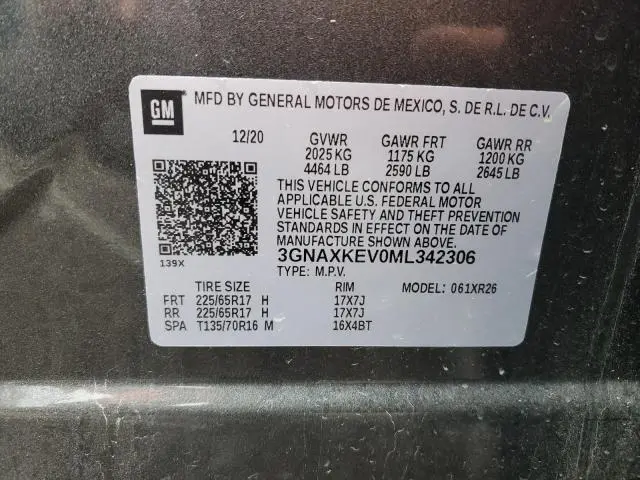 GM
MFD BY GENERAL MOTORS DE MEXICO, S. DE R.L. DE C.V.
12/20 GVWR GAWR FRT GAWR RR
2025 KG 1175 KG 1200 KG
4464 LB 2590 LB 2645 LB
THIS VEHICLE CONFORMS TO ALL
APPLICABLE U.S. FEDERAL MOTOR
VEHICLE SAFETY AND THEFT PREVENTION
STANDARDS IN EFFECT ON THE DATE OF
MANUFACTURE SHOWN ABOVE.
139X
3GNAXKEV0ML342306
TYPE: M.P.V.
TIRE SIZE RIM MODEL: 061XR26
FRT 225/65R17 H 17X7J
RR 225/65R17 H 17X7J
SPA T135/70R16 M 16X4BT